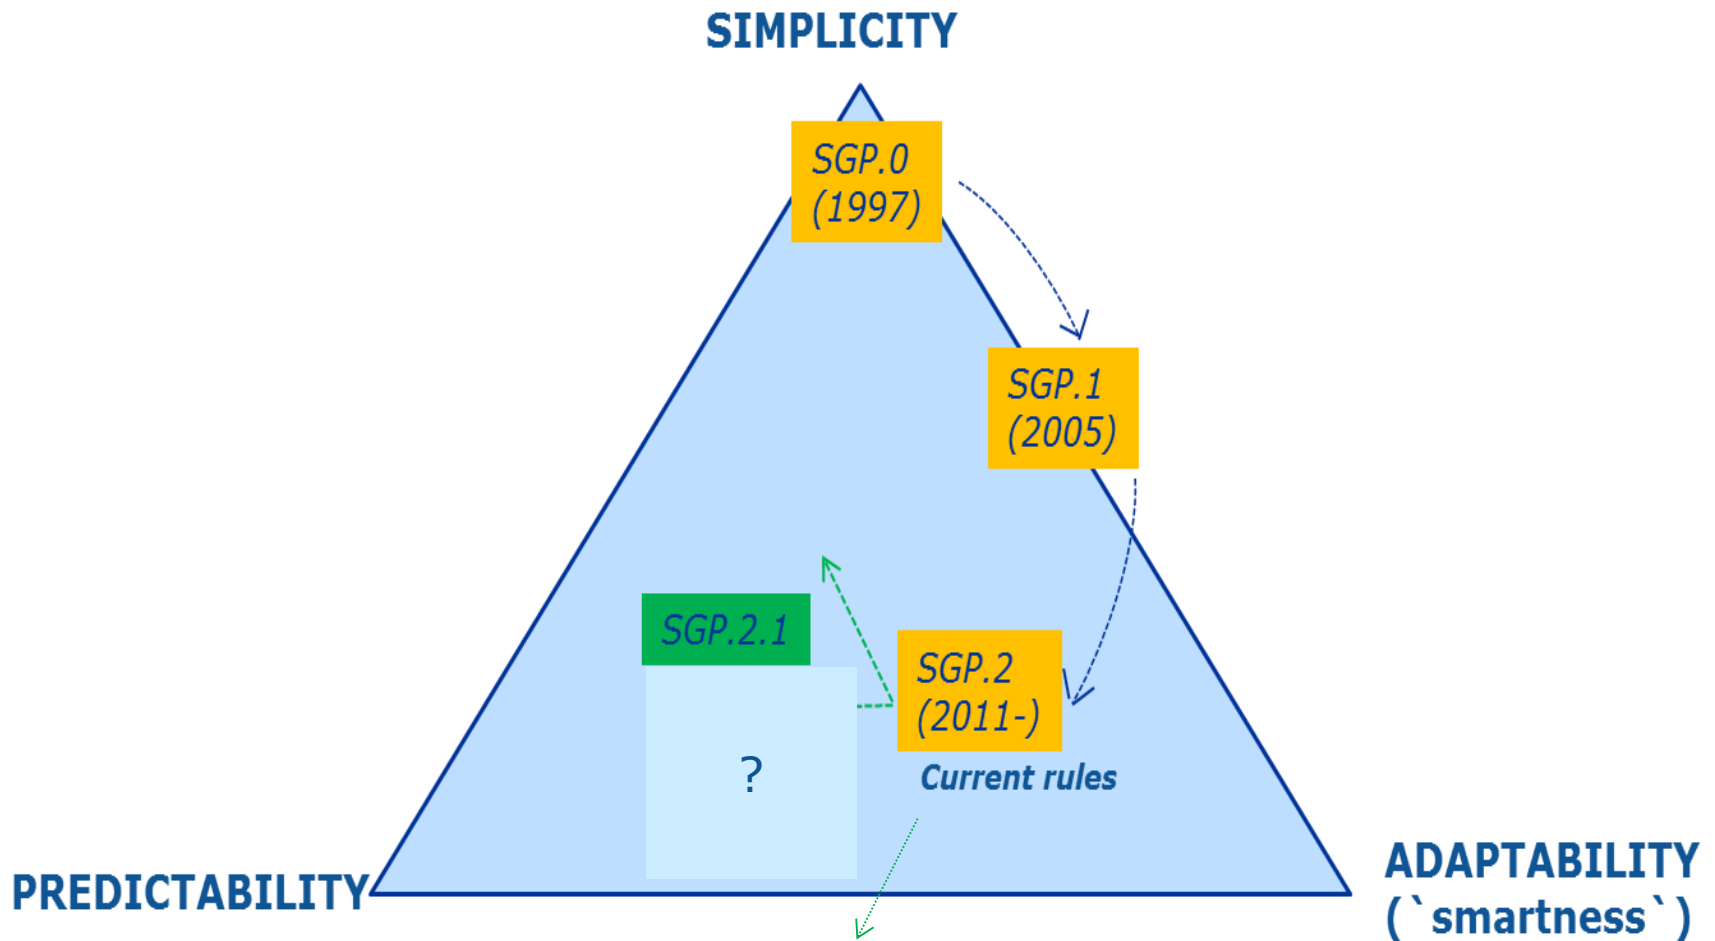 SIMPLICITY
SGP.0
(1997)
SGP.1
(2005)
SGP.2.1
SGP.2
(2011-)
?
Current rules
PREDICTABILITY
ADAPTABILITY
(`smartness`)